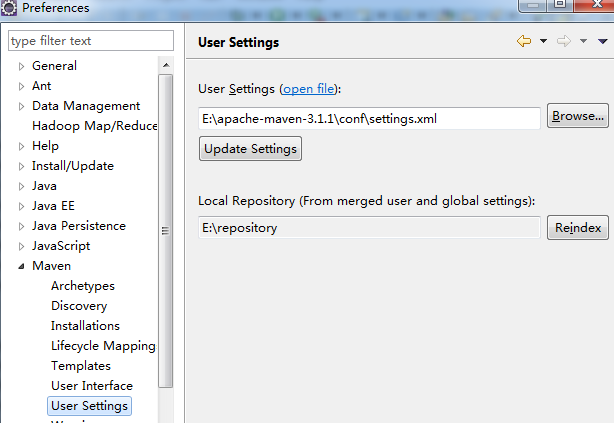 Preferences
type filter text
General
Ant
Data Management
Hadoop Map/Reduce
Help
Install/Update
Java
Java EE
Java Persistence
JavaScript
Maven
Archetypes
Discovery
Installations
Lifecycle Mapping
Templates
User Interface
User Settings
User Settings
User Settings (open file):
E:\apache-maven-3.1.1\conf\settings.xml
Browse...
Update Settings
Local Repository (From merged user and global settings):
E:\repository
Reindex